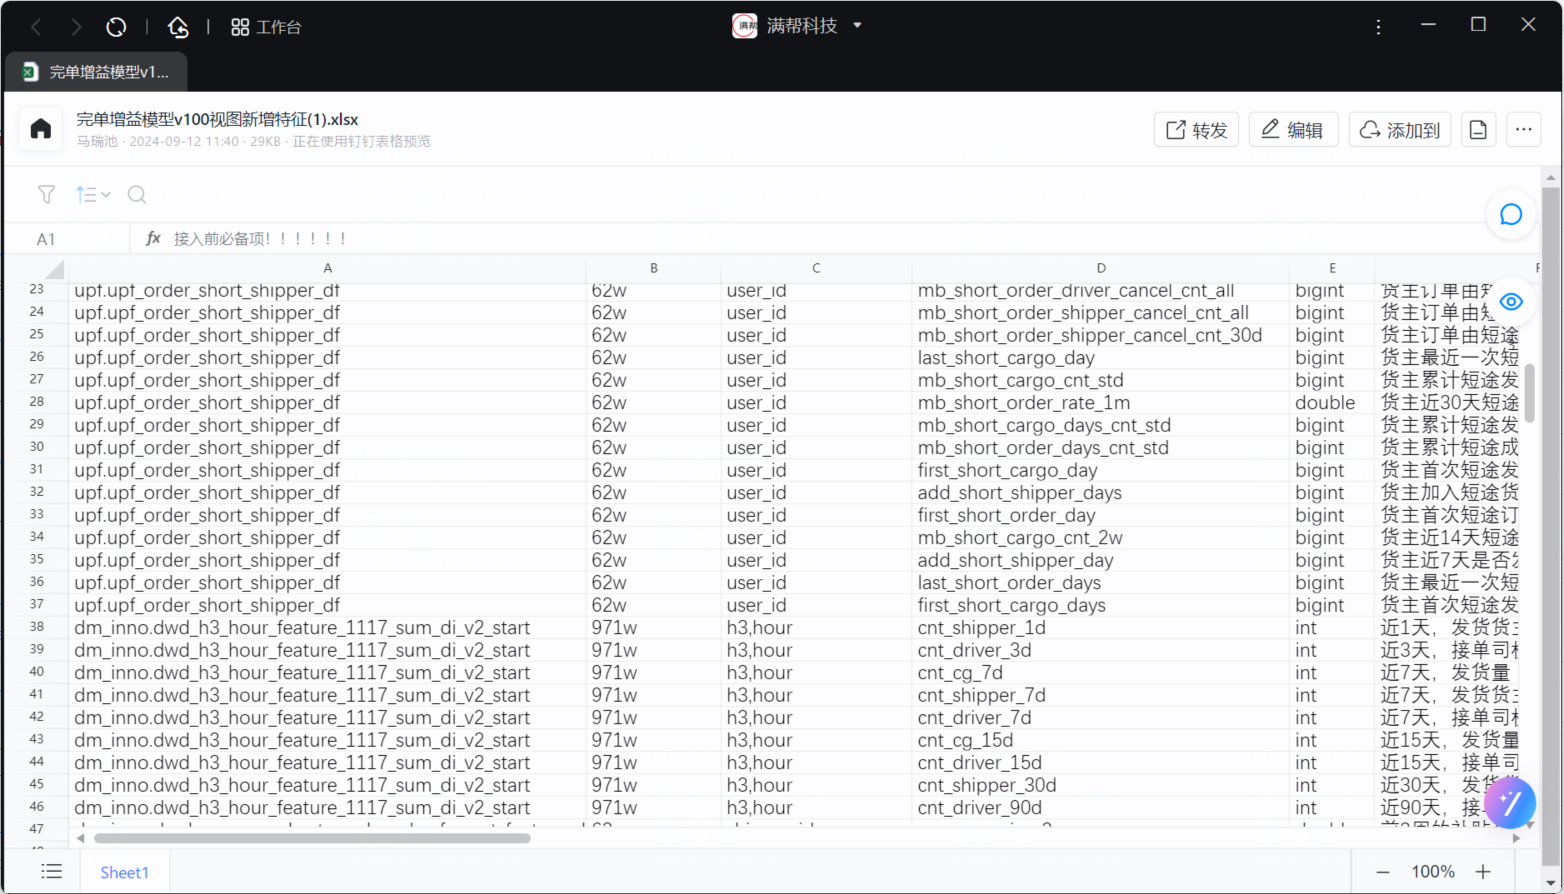 工作台
满帮科技
完单增益模型v1...
完单增益模型v100视图新增特征(1).xlsx
马瑞池 · 2024-09-12 11:40 · 29KB · 正在使用钉钉表格预览
转发 编辑 添加到
A1 fx 接入前必备项！！！！！！
A B C D E
23 upf.upf_order_short_shipper_df 62w user_id mb_short_order_driver_cancel_cnt_all bigint 货主订单由
24 upf.upf_order_short_shipper_df 62w user_id mb_short_order_shipper_cancel_cnt_all bigint 货主订单由
25 upf.upf_order_short_shipper_df 62w user_id mb_short_order_shipper_cancel_cnt_30d bigint 货主订单由短途
26 upf.upf_order_short_shipper_df 62w user_id last_short_cargo_day bigint 货主最近一次短
27 upf.upf_order_short_shipper_df 62w user_id mb_short_cargo_cnt_std bigint 货主累计短途发
28 upf.upf_order_short_shipper_df 62w user_id mb_short_order_rate_1m double 货主近30天短途
29 upf.upf_order_short_shipper_df 62w user_id mb_short_cargo_days_cnt_std bigint 货主累计短途发
30 upf.upf_order_short_shipper_df 62w user_id mb_short_order_days_cnt_std bigint 货主累计短途成
31 upf.upf_order_short_shipper_df 62w user_id first_short_cargo_day bigint 货主首次短途发
32 upf.upf_order_short_shipper_df 62w user_id add_short_shipper_days bigint 货主加入短途货
33 upf.upf_order_short_shipper_df 62w user_id first_short_order_day bigint 货主首次短途订
34 upf.upf_order_short_shipper_df 62w user_id mb_short_cargo_cnt_2w bigint 货主近14天短途
35 upf.upf_order_short_shipper_df 62w user_id add_short_shipper_day bigint 货主近7天是否
36 upf.upf_order_short_shipper_df 62w user_id last_short_order_days bigint 货主最近一次短
37 upf.upf_order_short_shipper_df 62w user_id first_short_cargo_days bigint 货主首次短途发
38 dm_inno.dwd_h3_hour_feature_1117_sum_di_v2_start 971w h3,hour cnt_shipper_1d int 近1天，发货货
39 dm_inno.dwd_h3_hour_feature_1117_sum_di_v2_start 971w h3,hour cnt_driver_3d int 近3天，接单司
40 dm_inno.dwd_h3_hour_feature_1117_sum_di_v2_start 971w h3,hour cnt_cg_7d int 近7天，发货量
41 dm_inno.dwd_h3_hour_feature_1117_sum_di_v2_start 971w h3,hour cnt_shipper_7d int 近7天，发货货
42 dm_inno.dwd_h3_hour_feature_1117_sum_di_v2_start 971w h3,hour cnt_driver_7d int 近7天，接单司
43 dm_inno.dwd_h3_hour_feature_1117_sum_di_v2_start 971w h3,hour cnt_cg_15d int 近15天，发货量
44 dm_inno.dwd_h3_hour_feature_1117_sum_di_v2_start 971w h3,hour cnt_driver_15d int 近15天，接单司
45 dm_inno.dwd_h3_hour_feature_1117_sum_di_v2_start 971w h3,hour cnt_shipper_30d int 近30天，发
46 dm_inno.dwd_h3_hour_feature_1117_sum_di_v2_start 971w h3,hour cnt_driver_90d int 近90天，接
47
Sheet1 100%